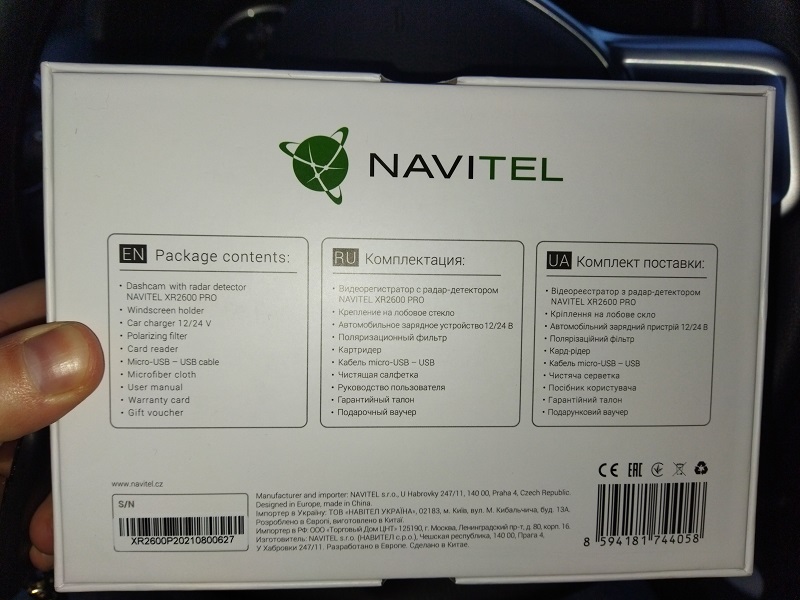 NAVITEL
EN Package contents:
• Dashcam with radar detector
NAVITEL XR2600 PRO
• Windscreen holder
• Car charger 12/24 V
• Polarizing filter
• Card reader
• Micro-USB – USB cable
• Microfiber cloth
• User manual
• Warranty card
• Gift voucher
RU Комплектация:
• Видеорегистратор с радар-детектором
NAVITEL XR2600 PRO
• Крепление на лобовое стекло
• Автомобильное зарядное устройство 12/24 В
• Поляризационный фильтр
• Картридер
• Кабель micro-USB – USB
• Чистящая салфетка
• Руководство пользователя
• Гарантийный талон
• Подарочный ваучер
UA Комплект поставки:
• Відеореєстратор з радар-детектором
NAVITEL XR2600 PRO
• Кріплення на лобове скло
• Автомобільний зарядний пристрій 12/24 В
• Поляризаційний фільтр
• Кард-рідер
• Кабель micro-USB – USB
• Чистяча серветка
• Посібник користувача
• Гарантійний талон
• Подарунковий ваучер
www.navitel.cz
S/N
XR2600P20210800627
Manufacturer and importer: NAVITEL s.r.o., U Habrovky 247/11, 140 00, Praha 4, Czech Republic.
Designed in Europe, made in China.
Імпортер в Україну: ТОВ «НАВІТЕЛ УКРАЇНА», 02183, м. Київ, вул. М. Кибальчича, буд. 13А.
Розроблено в Європі, виготовлено в Китаї.
Импортер в РФ: ООО «Торговый Дом ЦНТ» 125190, г. Москва, Ленинградский пр-т, д. 80, корп. 16.
Изготовитель: NAVITEL s.r.o. (НАВИТЕЛ с.р.о.), Чешская республика, 140 00, Прага 4,
У Хабровки 247/11. Разработано в Европе. Сделано в Китае.
CE EAC
8 594181 744058